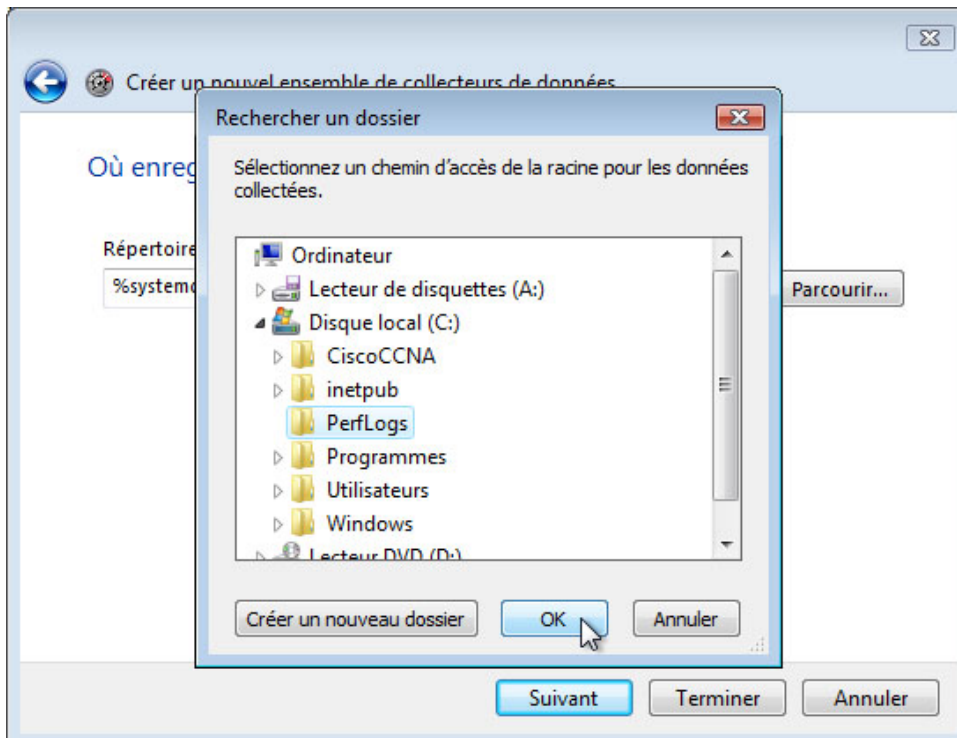 Créer un nouvel ensemble de collecteurs de données
Rechercher un dossier
Où enreg
Sélectionnez un chemin d'accès de la racine pour les données
collectées.
Répertoire
%systemd
Parcourir...
Ordinateur
Lecteur de disquettes (A:)
Disque local (C:)
CiscoCCNA
inetpub
PerfLogs
Programmes
Utilisateurs
Windows
Lecteur DVD (D:)
Créer un nouveau dossier
OK
Annuler
Suivant
Terminer
Annuler